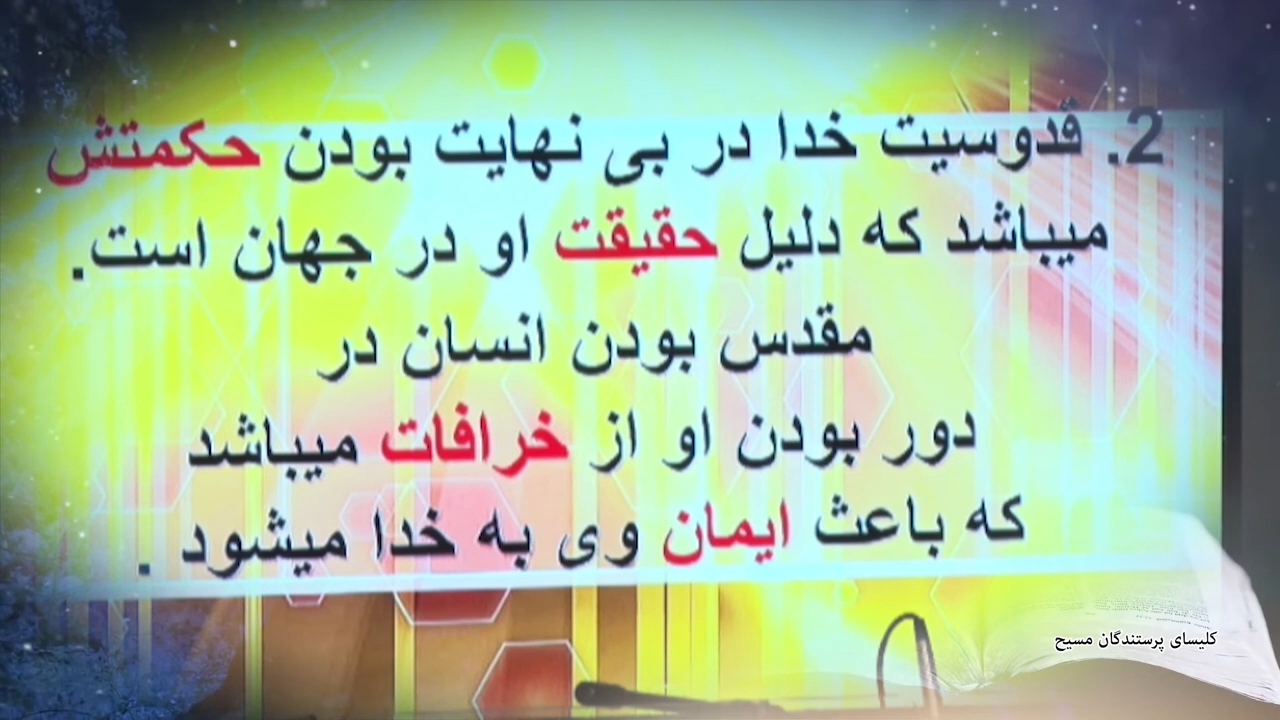 2. قدوسیت خدا در بی نهایت بودن حکمتش
میباشد که دلیل حقیقت او در جهان است.
مقدس بودن انسان در
دور بودن او از خرافات میباشد
که باعث ایمان وی به خدا میشود .
کلیسای پرستندگان مسیح